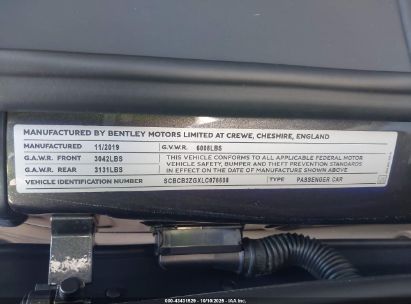 MANUFACTURED BY BENTLEY MOTORS LIMITED AT CREWE, CHESHIRE, ENGLAND
MANUFACTURED 11/2019 G.V.W.R. 6008LBS
G.A.W.R. FRONT 3042LBS THIS VEHICLE CONFORMS TO ALL APPLICABLE FEDERAL MOTOR
VEHICLE SAFETY, BUMPER AND THEFT PREVENTION STANDARDS
G.A.W.R. REAR 3131LBS IN EFFECT ON THE DATE OF MANUFACTURE SHOWN ABOVE
VEHICLE IDENTIFICATION NUMBER SCBCB3ZGXLC076638 TYPE PASSENGER CAR